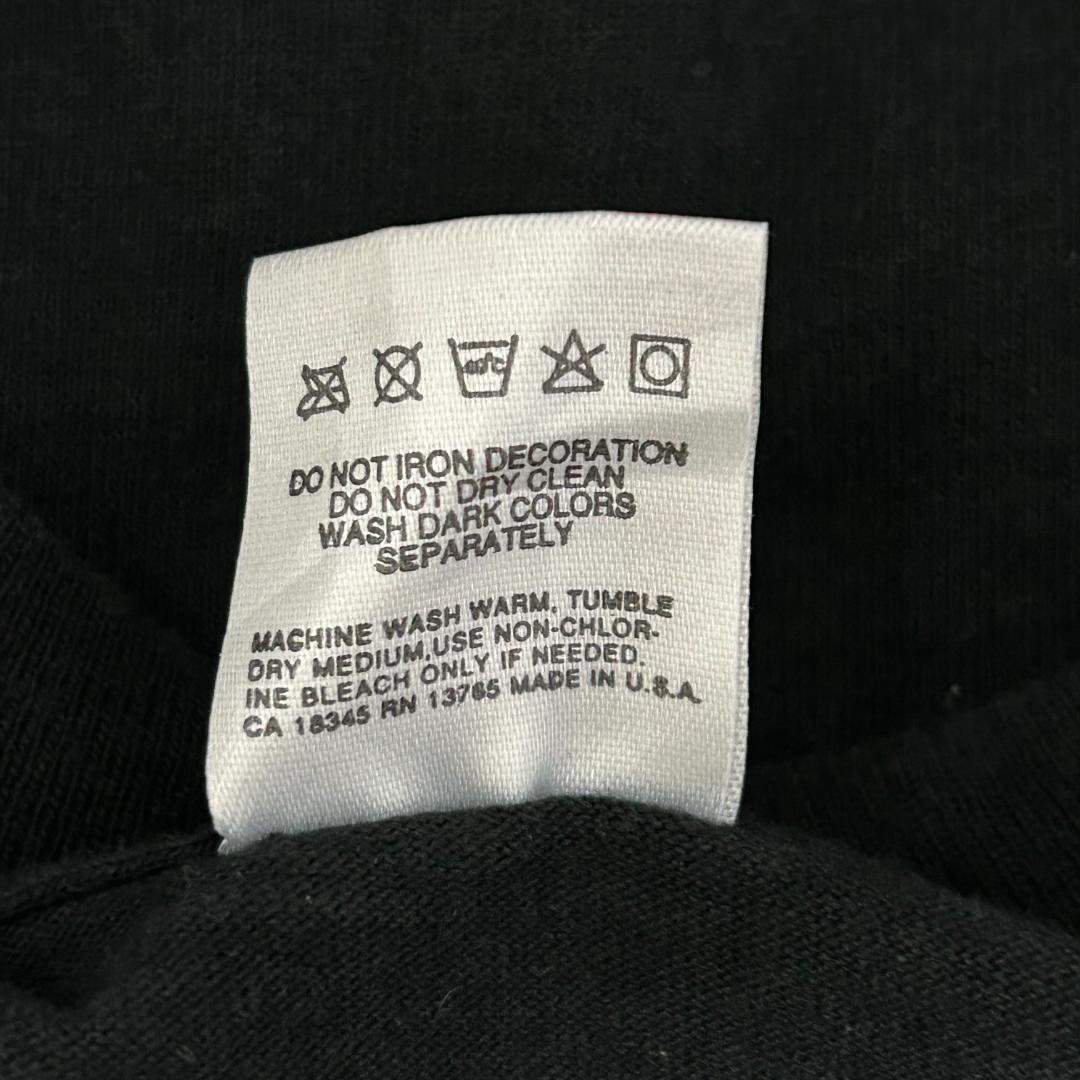 40°C
DO NOT IRON DECORATION
DO NOT DRY CLEAN
WASH DARK COLORS
SEPARATELY
MACHINE WASH WARM, TUMBLE
DRY MEDIUM,USE NON-CHLOR-
INE BLEACH ONLY IF NEEDED.
CA 18345 RN 13765 MADE IN U.S.A.